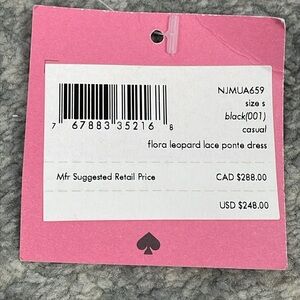 NJMUA659
size s
black(001)
casual
flora leopard lace ponte dress
7 67883 35216 8
Mfr Suggested Retail Price CAD $288.00
USD $248.00